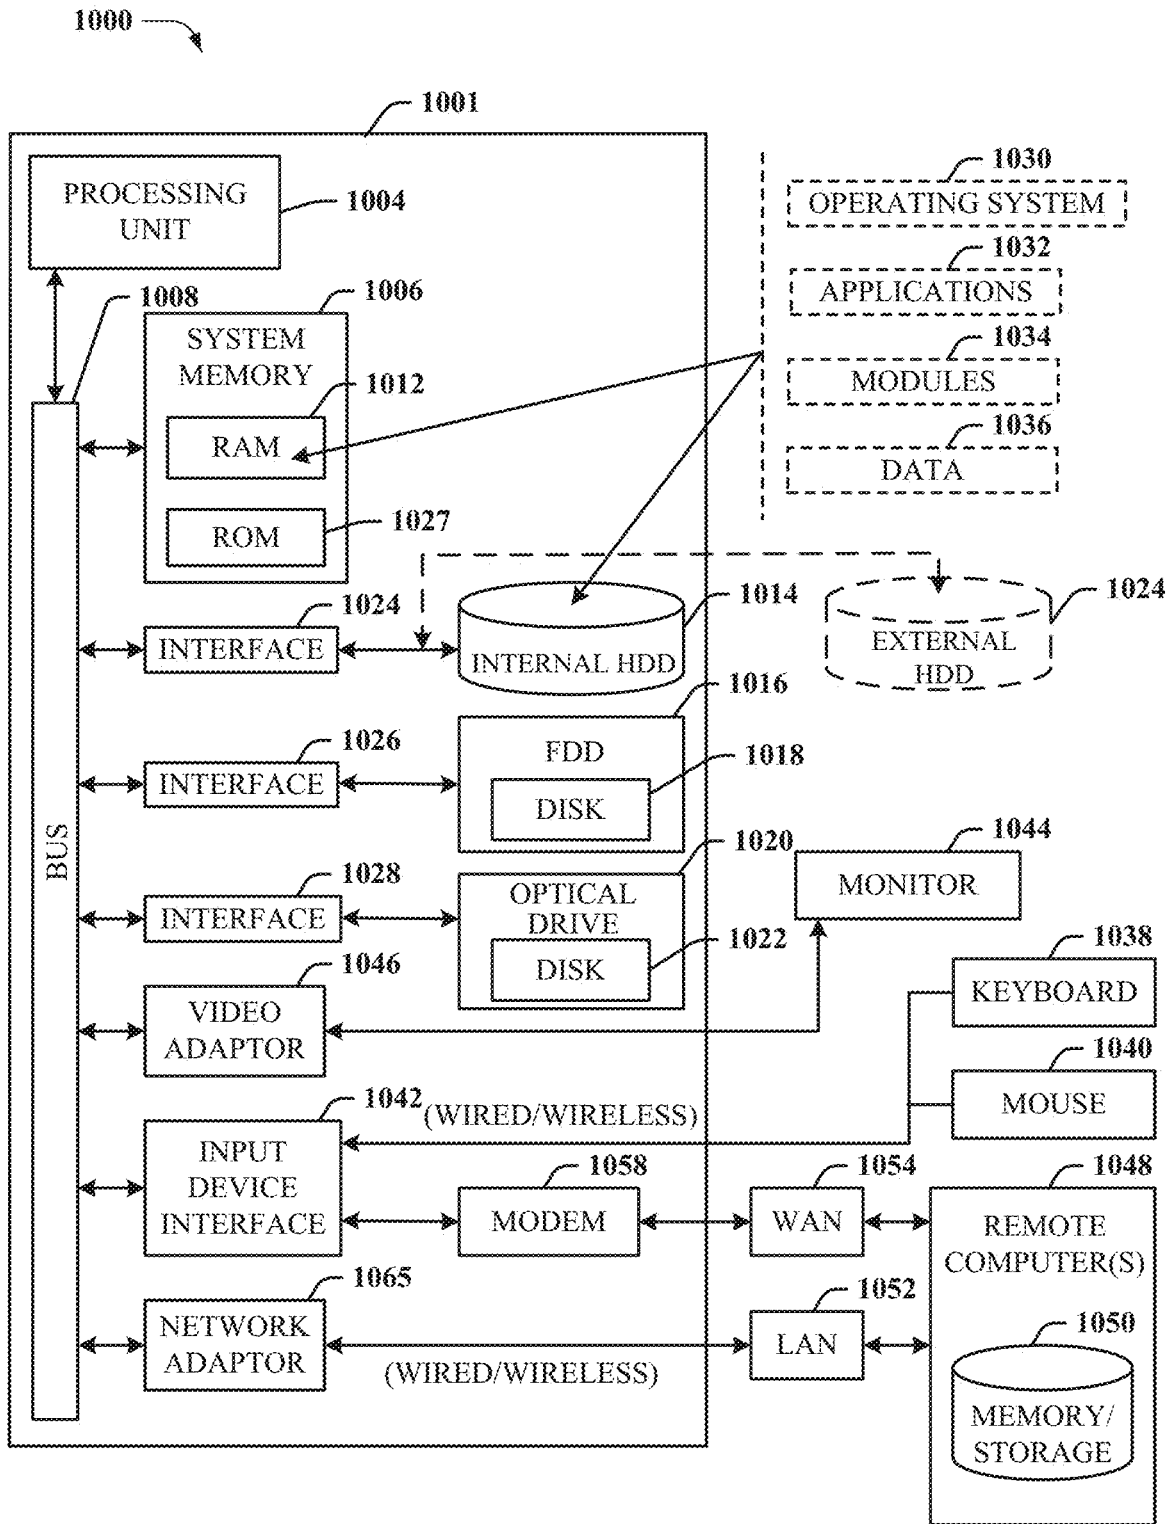 1000
1001
PROCESSING
UNIT
1004
1030
OPERATING SYSTEM
1032
APPLICATIONS
1034
MODULES
1036
DATA
1008
1006
SYSTEM
MEMORY
1012
RAM
ROM
1027
1024
INTERFACE
1014
INTERNAL HDD
1024
EXTERNAL
HDD
1026
INTERFACE
1016
FDD
1018
DISK
BUS
1028
INTERFACE
1020
OPTICAL
DRIVE
1022
DISK
1044
MONITOR
1046
VIDEO
ADAPTOR
1038
KEYBOARD
1040
MOUSE
1042
(WIRED/WIRELESS)
INPUT
DEVICE
INTERFACE
1058
MODEM
1054
WAN
1048
REMOTE
COMPUTER(S)
1065
NETWORK
ADAPTOR
(WIRED/WIRELESS)
1052
LAN
1050
MEMORY/
STORAGE